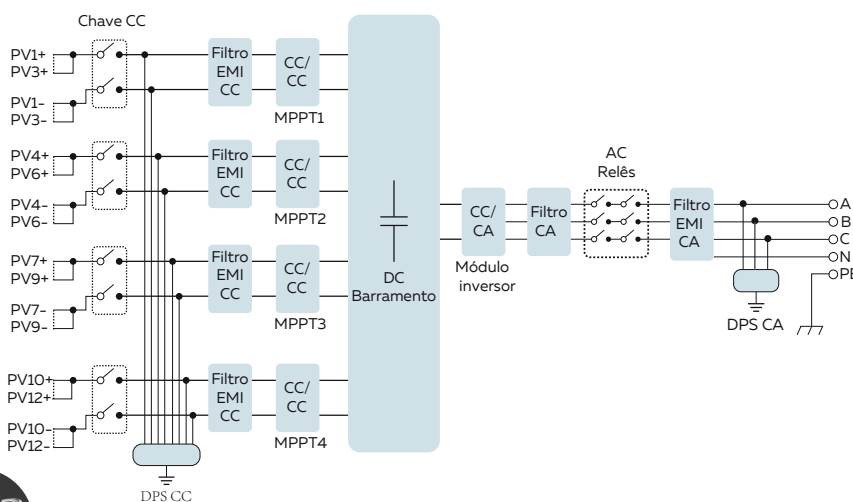 Chave CC
PV1+
PV3+
PV1-
PV3-
Filtro
EMI
CC
CC/
CC
MPPT1
PV4+
PV6+
PV4-
PV6-
Filtro
EMI
CC
CC/
CC
MPPT2
PV7+
PV9+
PV7-
PV9-
Filtro
EMI
CC
CC/
CC
MPPT3
PV10+
PV12+
PV10-
PV12-
Filtro
EMI
CC
CC/
CC
MPPT4
DPS CC
DC
Barramento
CC/
CA
Módulo
inversor
Filtro
CA
AC
Relês
Filtro
EMI
CA
DPS CA
A
B
C
N
PE